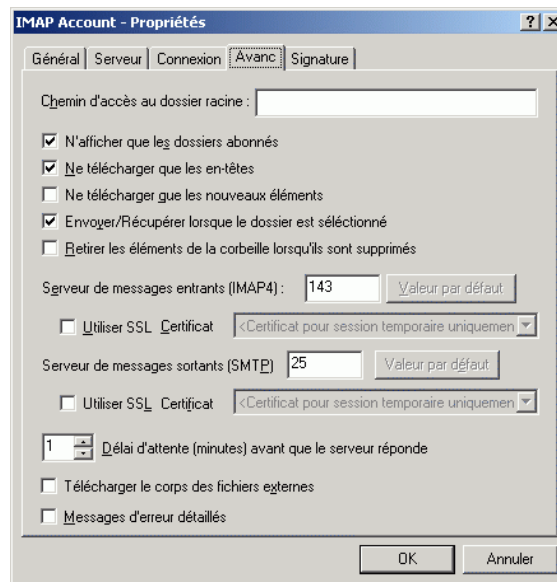 IMAP Account - Propriétés
Général Serveur Connexion Avanc Signature
Chemin d'accès au dossier racine :
N'afficher que les dossiers abonnés
Ne télécharger que les en-têtes
Ne télécharger que les nouveaux éléments
Envoyer/Récupérer lorsque le dossier est séléctionné
Retirer les éléments de la corbeille lorsqu'ils sont supprimés
Serveur de messages entrants (IMAP4) : 143 Valeur par défaut
Utiliser SSL Certificat <Certificat pour session temporaire uniquemen
Serveur de messages sortants (SMTP) 25 Valeur par défaut
Utiliser SSL Certificat <Certificat pour session temporaire uniquemen
1 Délai d'attente (minutes) avant que le serveur réponde
Télécharger le corps des fichiers externes
Messages d'erreur détaillés
OK Annuler